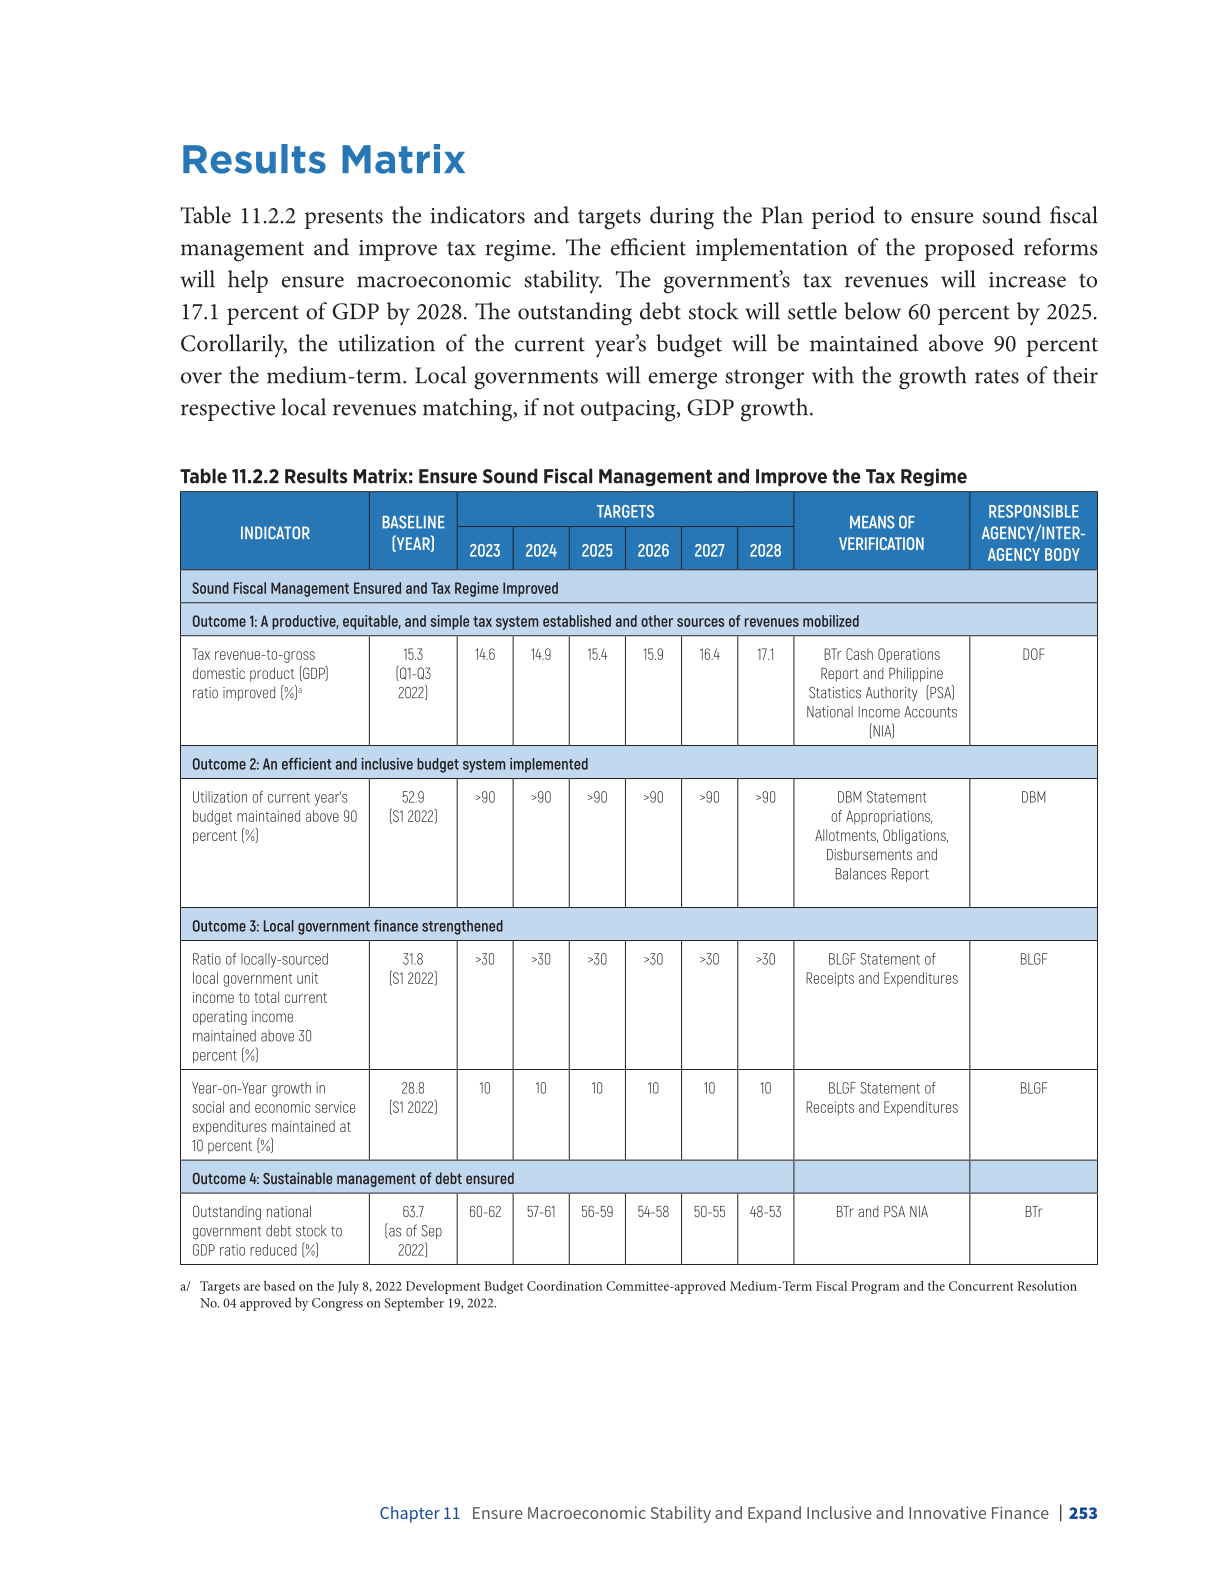 Results Matrix
Table 11.2.2 presents the indicators and targets during the Plan period to ensure sound fiscal
management and improve tax regime. The efficient implementation of the proposed reforms
will help ensure macroeconomic stability. The government’s tax revenues will increase to
17.1 percent of GDP by 2028. The outstanding debt stock will settle below 60 percent by 2025.
Corollarily, the utilization of the current year’s budget will be maintained above 90 percent
over the medium-term. Local governments will emerge stronger with the growth rates of their
respective local revenues matching, if not outpacing, GDP growth.
Table 11.2.2 Results Matrix: Ensure Sound Fiscal Management and Improve the Tax Regime
INDICATOR
BASELINE
(YEAR)
TARGETS
2023 2024 2025 2026 2027 2028
MEANS OF
VERIFICATION
RESPONSIBLE
AGENCY/INTER-
AGENCY BODY
Sound Fiscal Management Ensured and Tax Regime Improved
Outcome 1: A productive, equitable, and simple tax system established and other sources of revenues mobilized
Tax revenue-to-gross
domestic product (GDP)
ratio improved (%)a
15.3
(Q1-Q3
2022)
14.6 14.9 15.4 15.9 16.4 17.1
BTr Cash Operations
Report and Philippine
Statistics Authority (PSA)
National Income Accounts
(NIA)
DOF
Outcome 2: An efficient and inclusive budget system implemented
Utilization of current year's
budget maintained above 90
percent (%)
52.9
(S1 2022)
>90 >90 >90 >90 >90 >90
DBM Statement
of Appropriations,
Allotments, Obligations,
Disbursements and
Balances Report
DBM
Outcome 3: Local government finance strengthened
Ratio of locally-sourced
local government unit
income to total current
operating income
maintained above 30
percent (%)
31.8
(S1 2022)
>30 >30 >30 >30 >30 >30
BLGF Statement of
Receipts and Expenditures
BLGF
Year-on-Year growth in
social and economic service
expenditures maintained at
10 percent (%)
28.8
(S1 2022)
10 10 10 10 10 10
BLGF Statement of
Receipts and Expenditures
BLGF
Outcome 4: Sustainable management of debt ensured
Outstanding national
government debt stock to
GDP ratio reduced (%)
63.7
(as of Sep
2022)
60-62 57-61 56-59 54-58 50-55 48-53
BTr and PSA NIA
BTr
a/ Targets are based on the July 8, 2022 Development Budget Coordination Committee-approved Medium-Term Fiscal Program and the Concurrent Resolution
No. 04 approved by Congress on September 19, 2022.
Chapter 11 Ensure Macroeconomic Stability and Expand Inclusive and Innovative Finance | 253